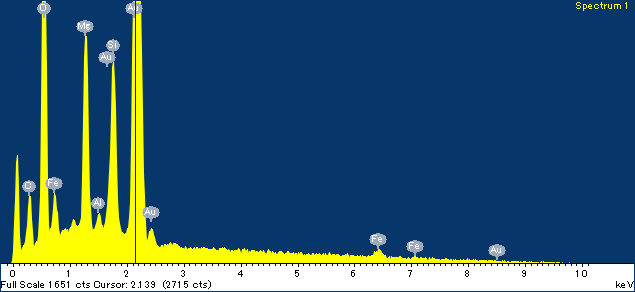 Spectrum 1
O Au
Mg
Si
Au
O Fe
Al
Au
Fe
Fe
Au
0 1 2 3 4 5 6 7 8 9 10
Full Scale 1651 cts Cursor: 2.139 (2715 cts) keV